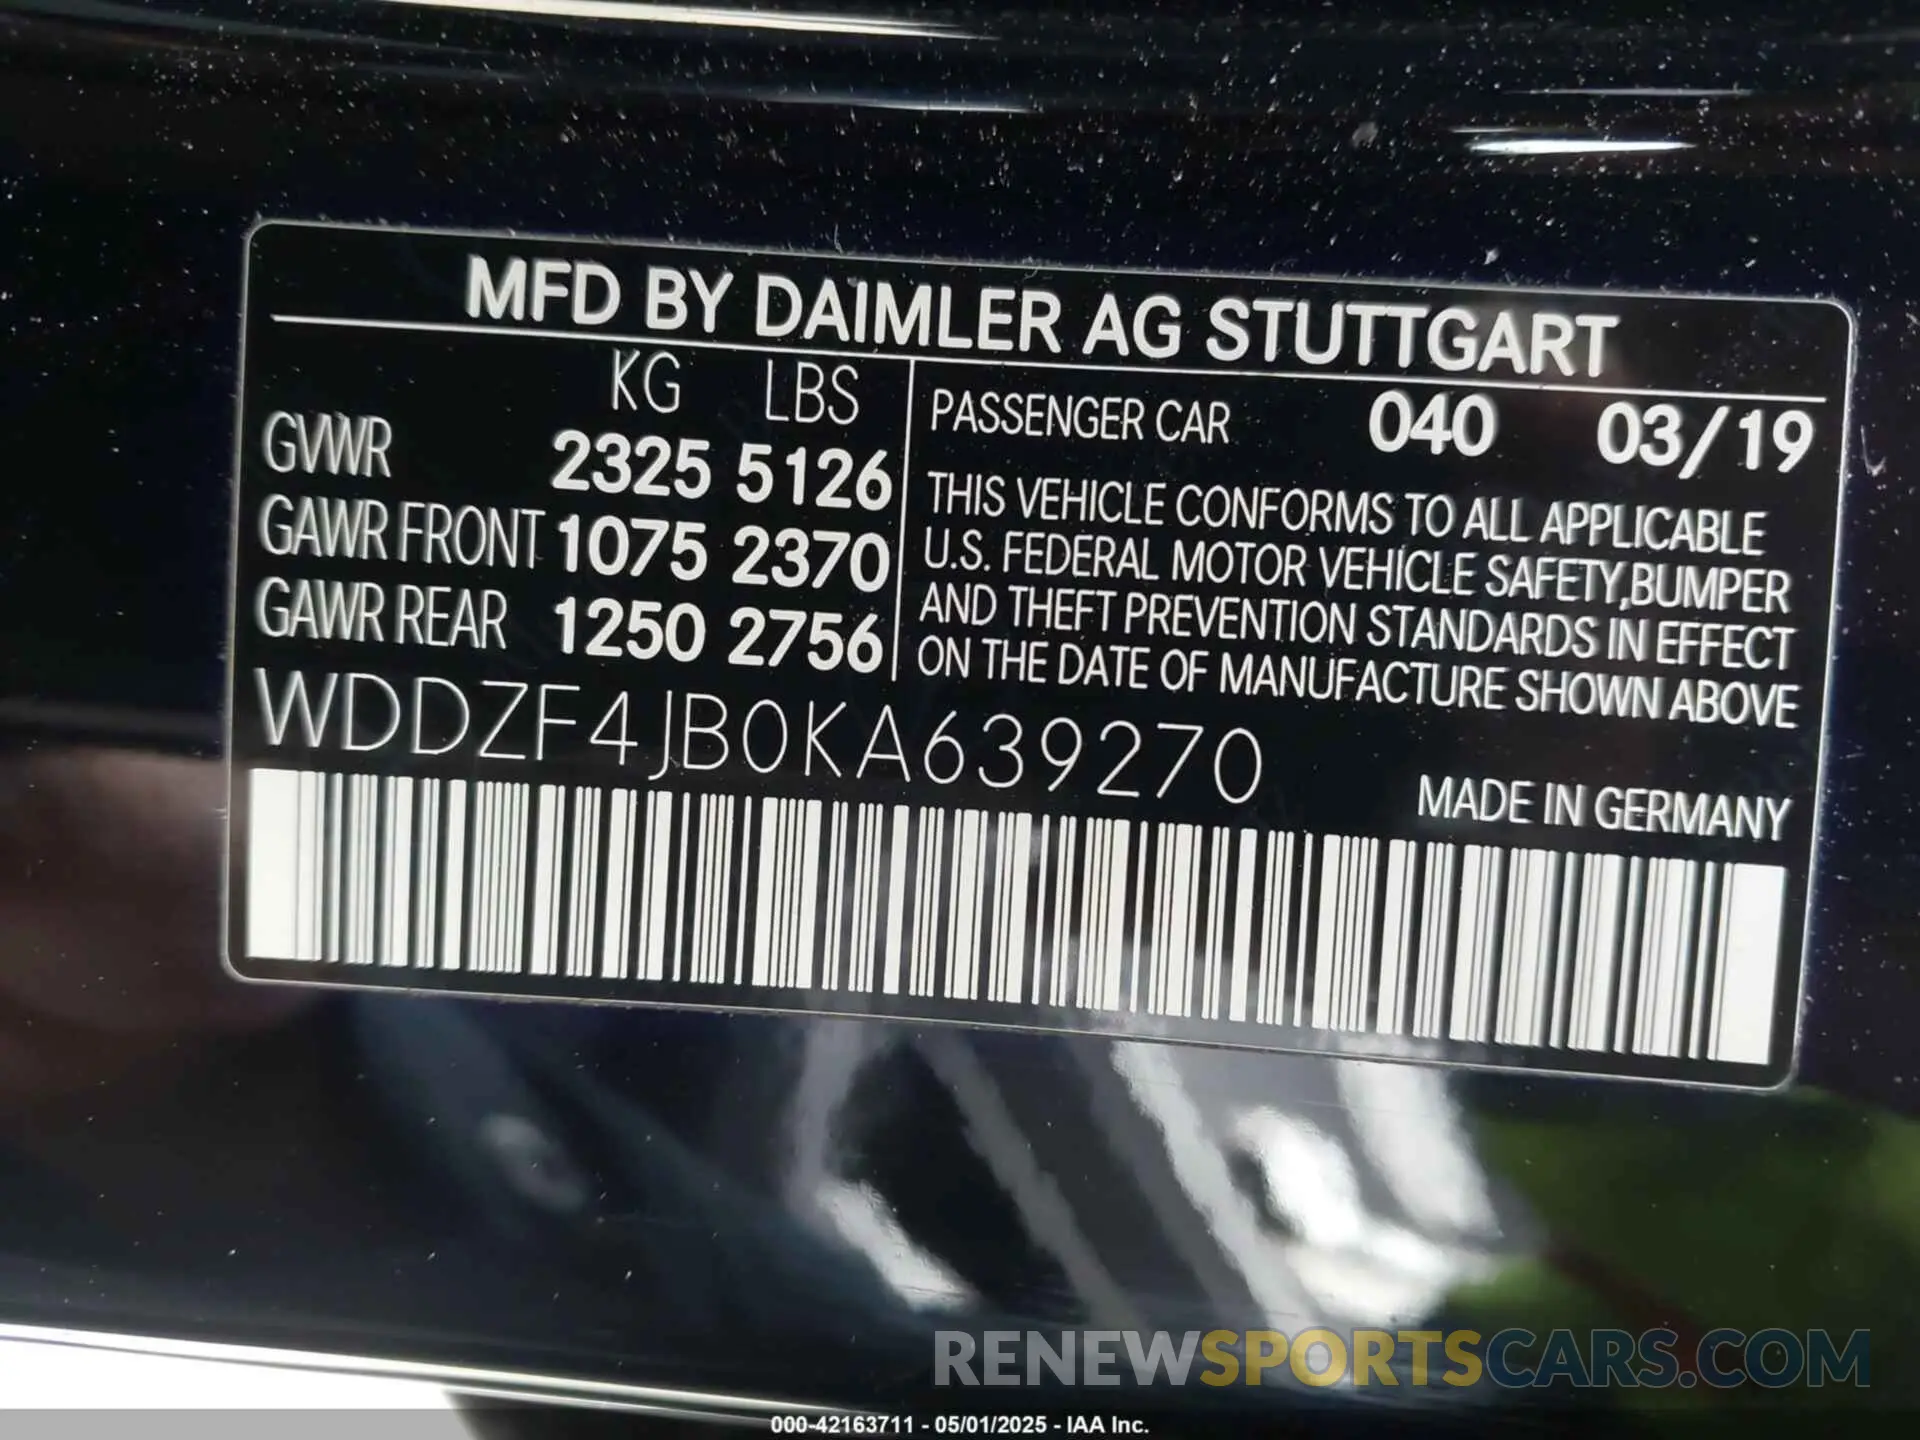 MFD BY DAIMLER AG STUTTGART
KG LBS
GVWR 2325 5126
GAWR FRONT 1075 2370
GAWR REAR 1250 2756
PASSENGER CAR 040 03/19
THIS VEHICLE CONFORMS TO ALL APPLICABLE
U.S. FEDERAL MOTOR VEHICLE SAFETY,BUMPER
AND THEFT PREVENTION STANDARDS IN EFFECT
ON THE DATE OF MANUFACTURE SHOWN ABOVE
WDDZF4JB0KA639270
MADE IN GERMANY
RENEWSPORTSCARS.COM
000-42163711 - 05/01/2025 - IAA Inc.